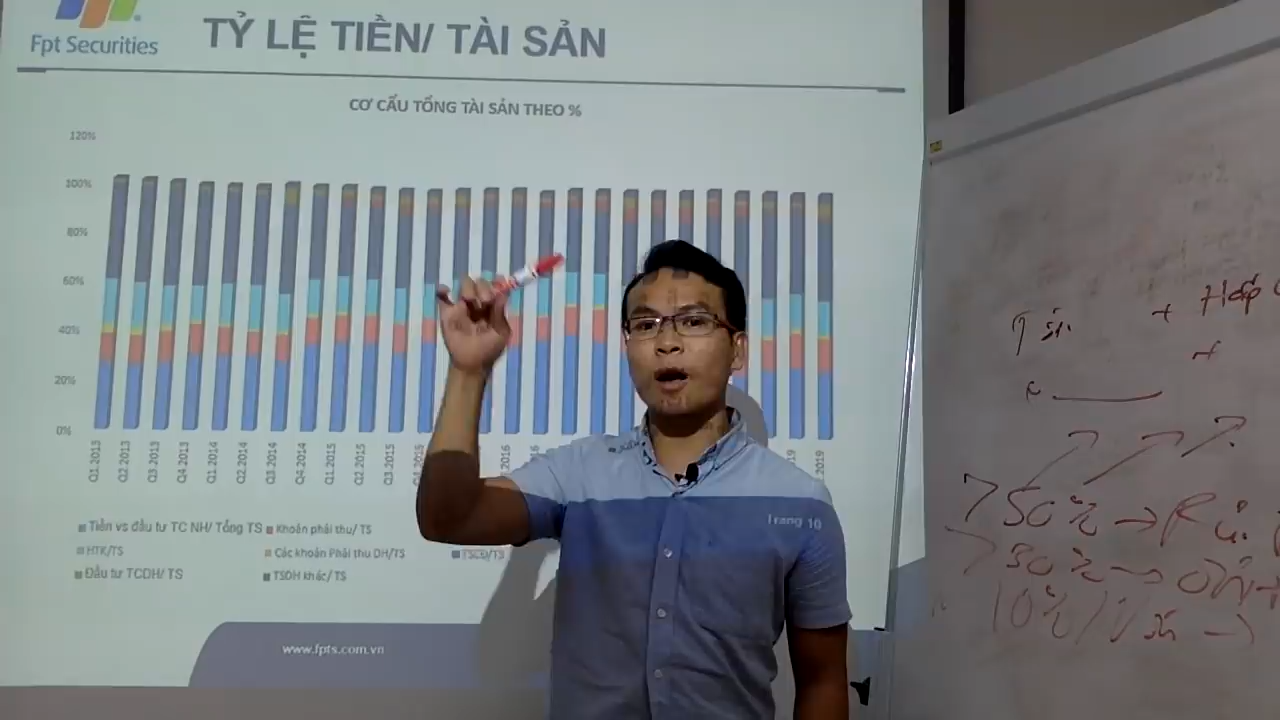 Fpt Securities
TỶ LỆ TIỀN/ TÀI SẢN
CƠ CẤU TỔNG TÀI SẢN THEO %
120%
100%
80%
60%
40%
20%
0%
Q1.2013
Q2.2013
Q3.2013
Q4.2013
Q1.2014
Q2.2014
Q3.2014
Q4.2014
Q1.2015
Q2.2015
Q3.2015
Tiền vs đầu tư TC NH/ Tổng TS
Khoản phải thu/ TS
HTK/TS
Các khoản Phải thu DH/TS
TSCĐ/TS
Đầu tư TCDH/ TS
TSDH khác/ TS
Trang 10
www.fpts.com.vn
+ Hấp
+
50% →
30% →
10% /